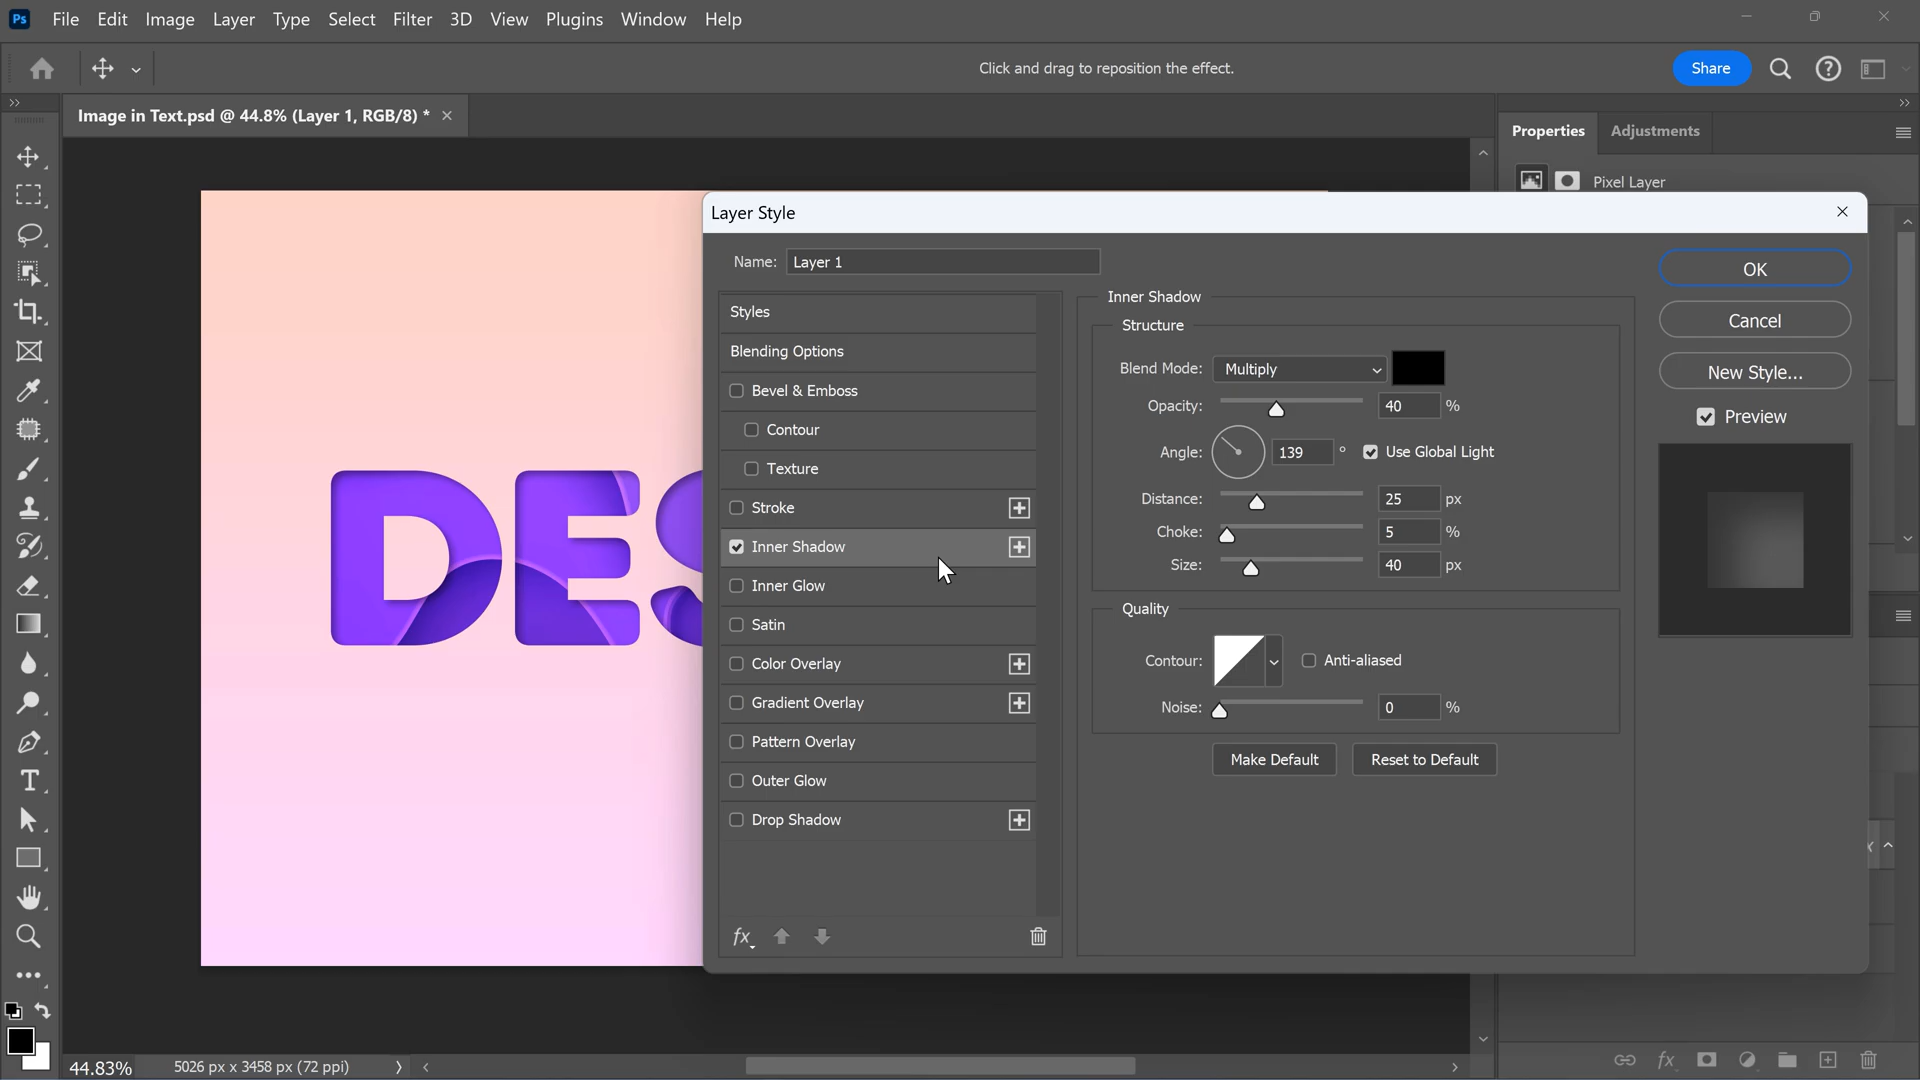 Ps File Edit Image Layer Type Select Filter 3D View Plugins Window Help
Click and drag to reposition the effect.
Share
Image in Text.psd @ 44.8% (Layer 1, RGB/8) *
Properties Adjustments
Pixel Layer
Layer Style
Name: Layer 1
Styles
Blending Options
Bevel & Emboss
Contour
Texture
Stroke
Inner Shadow
Inner Glow
Satin
Color Overlay
Gradient Overlay
Pattern Overlay
Outer Glow
Drop Shadow
fx
Inner Shadow
Structure
Blend Mode: Multiply
Opacity: 40 %
Angle: 139 ° Use Global Light
Distance: 25 px
Choke: 5 %
Size: 40 px
Quality
Contour: Anti-aliased
Noise: 0 %
Make Default Reset to Default
OK
Cancel
New Style...
Preview
DES
44.83% 5026 px x 3458 px (72 ppi)
fx